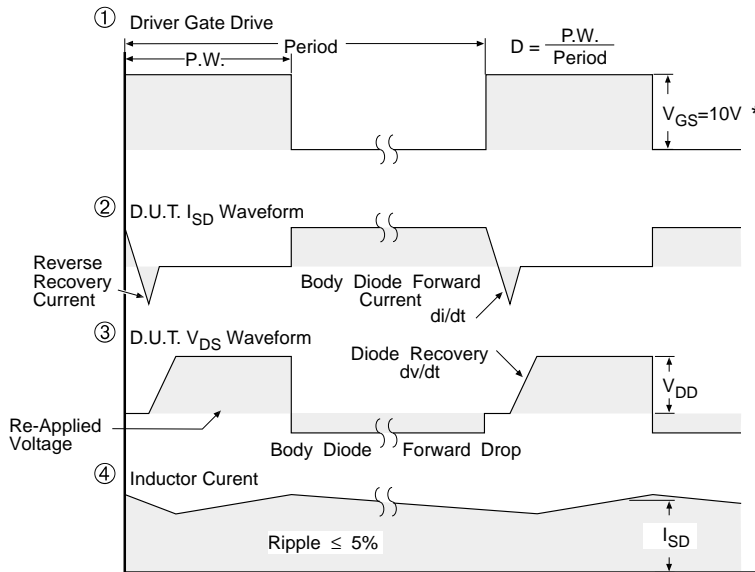 ① Driver Gate Drive
P.W.
Period
D = P.W.
Period
V_GS=10V *
② D.U.T. I_SD Waveform
Reverse
Recovery
Current
Body Diode Forward
Current
di/dt
③ D.U.T. V_DS Waveform
Diode Recovery
dv/dt
V_DD
Re-Applied
Voltage
Body Diode Forward Drop
④ Inductor Curent
Ripple ≤ 5%
I_SD